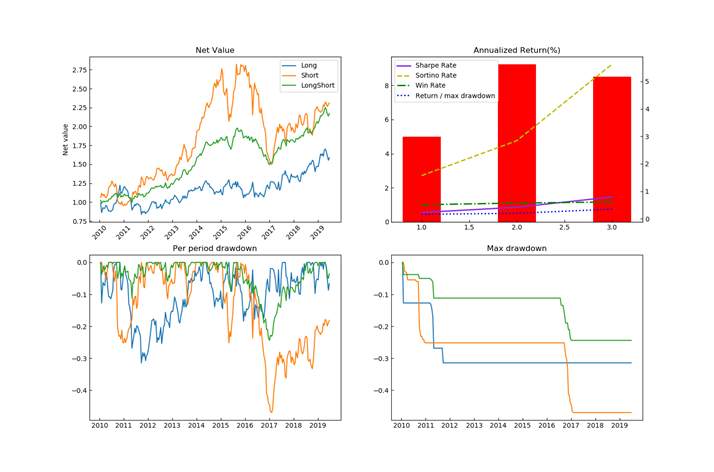 Net Value
Net value
2.75
2.50
2.25
2.00
1.75
1.50
1.25
1.00
0.75
Long
Short
LongShort
2010 2011 2012 2013 2014 2015 2016 2017 2018 2019
Annualized Return(%)
8
6
4
2
0
Sharpe Rate
Sortino Rate
Win Rate
Return / max drawdown
5
4
3
2
1
0
1.0 1.5 2.0 2.5 3.0
Per period drawdown
0.0
−0.1
−0.2
−0.3
−0.4
2010 2011 2012 2013 2014 2015 2016 2017 2018 2019
Max drawdown
0.0
−0.1
−0.2
−0.3
−0.4
2010 2011 2012 2013 2014 2015 2016 2017 2018 2019